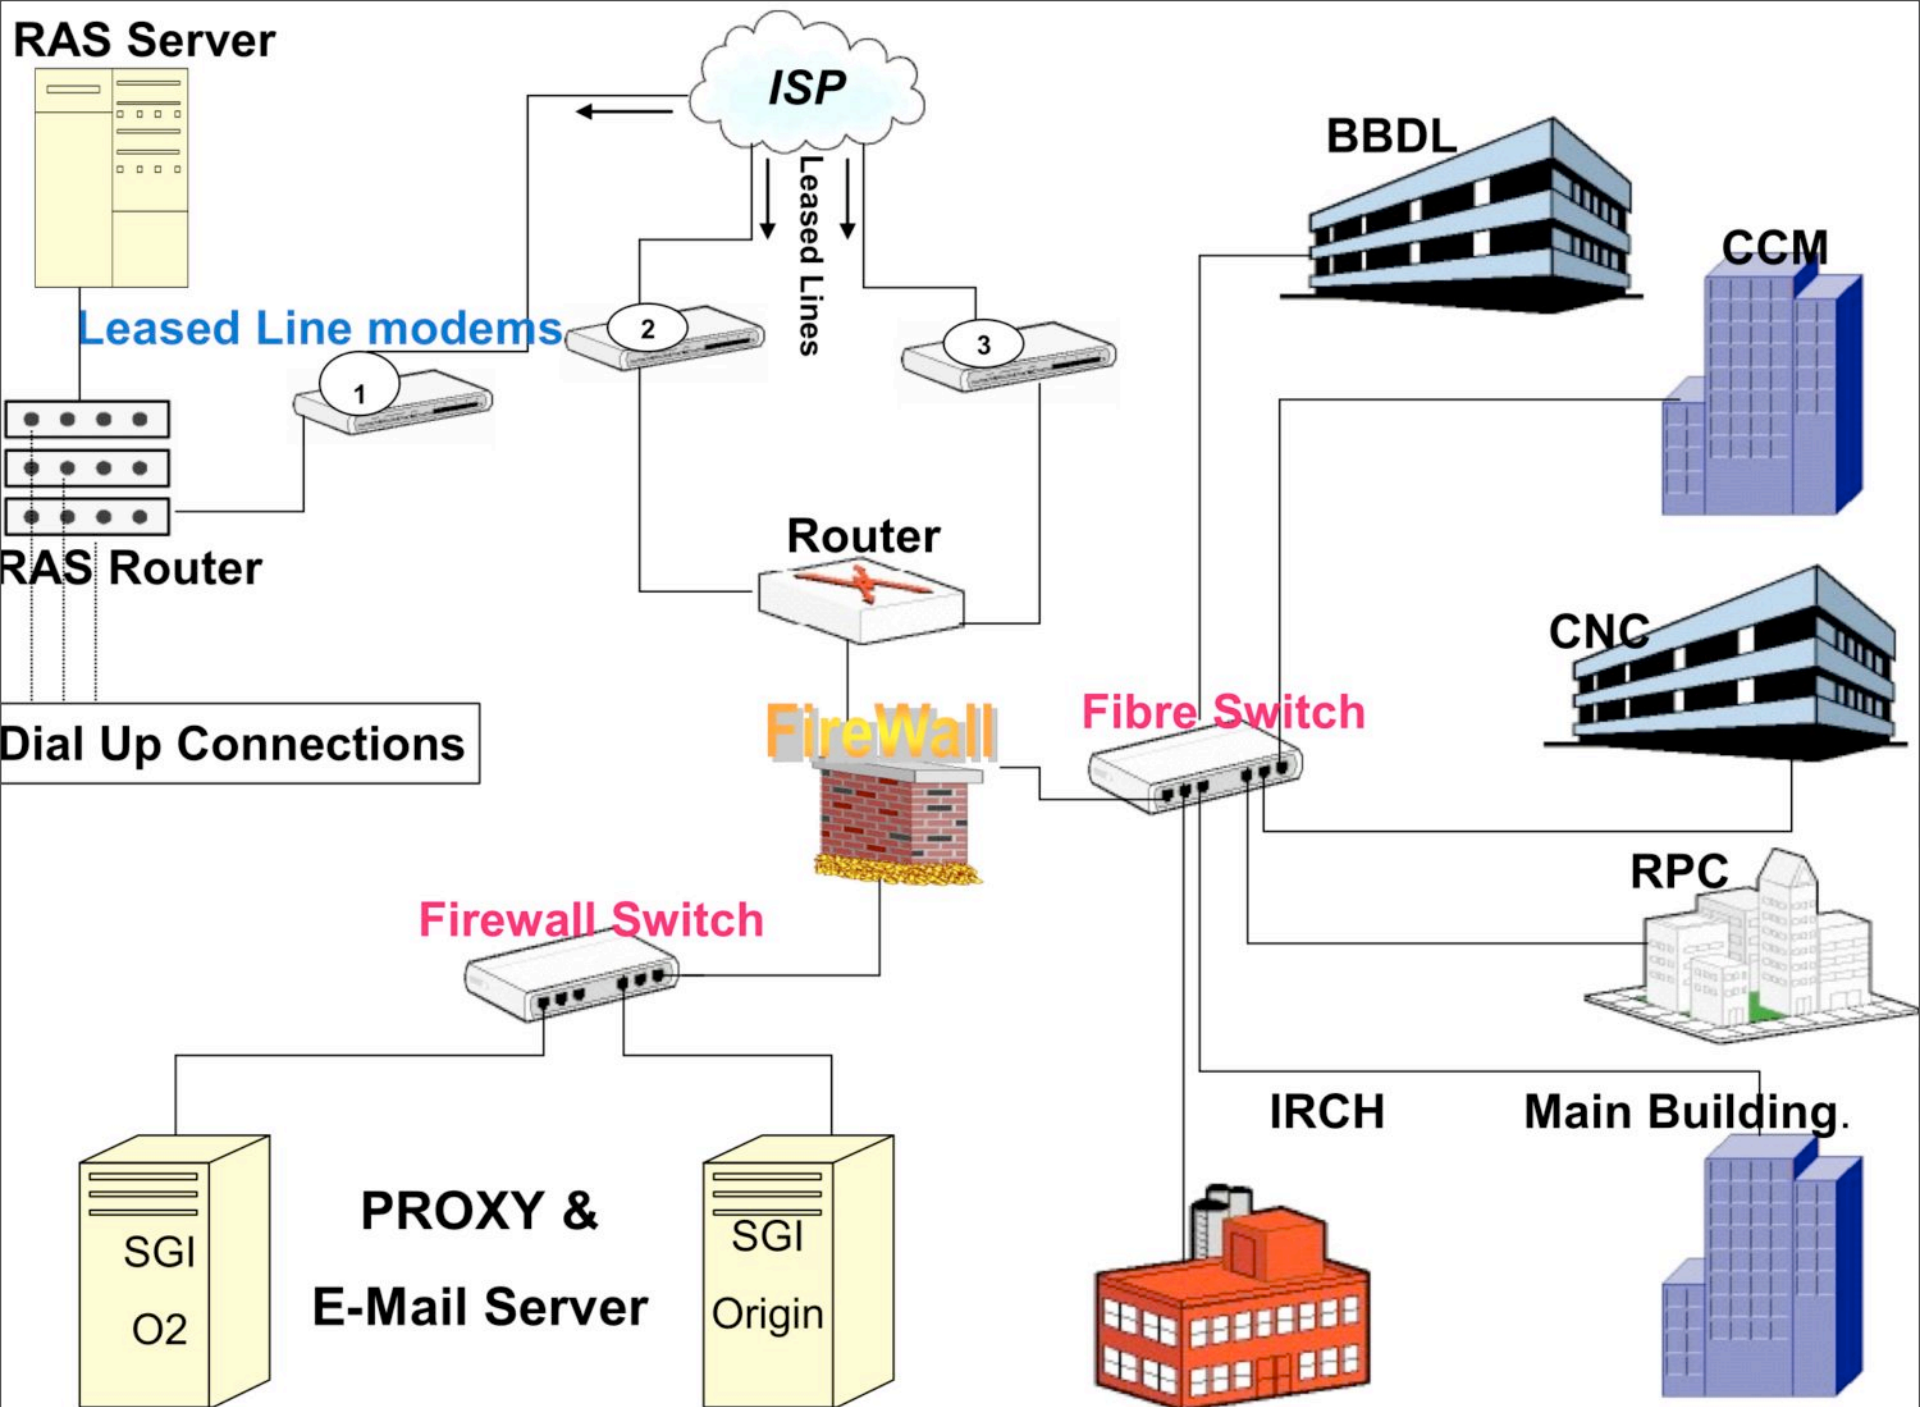 RAS Server
ISP
BBDL
CCM
Leased Lines
Leased Line modems
1
2
3
RAS Router
Router
CNC
Dial Up Connections
FireWall
Fibre Switch
RPC
Firewall Switch
IRCH
Main Building.
SGI
O2
PROXY &
E-Mail Server
SGI
Origin